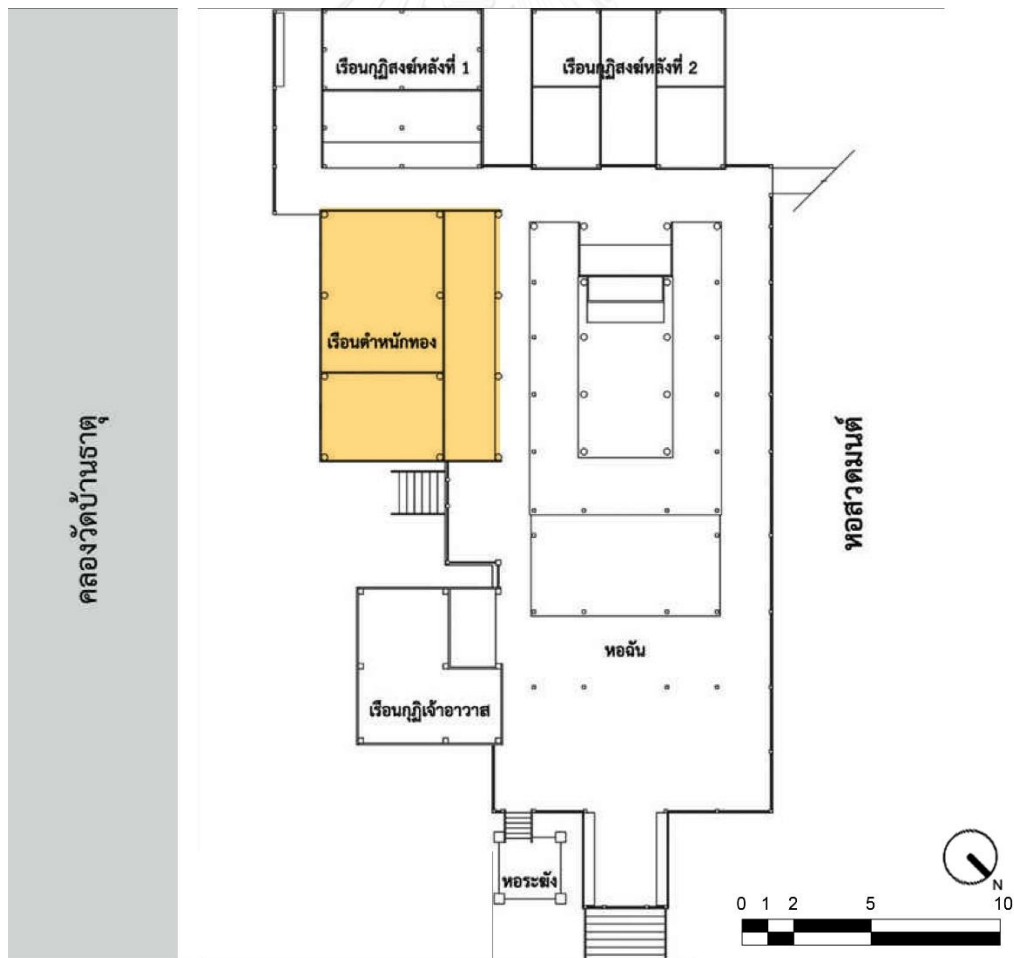 เรือนกุฏิสงฆ์หลังที่ 1
เรือนกุฏิสงฆ์หลังที่ 2
เรือนตำหนักทอง
คลองวัดบ้านธาตุ
หอสวดมนต์
หอฉัน
เรือนกุฏิเจ้าอาวาส
หอระฆัง
N
0 1 2 5 10